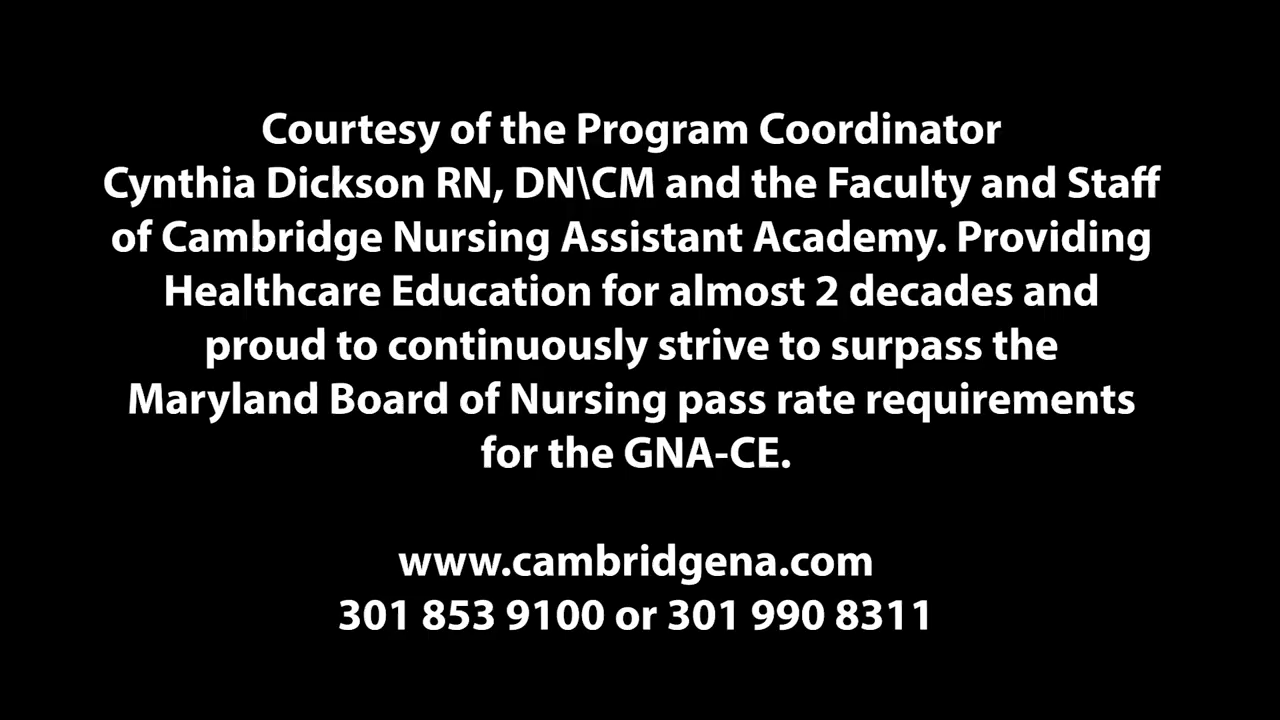 Courtesy of the Program Coordinator
Cynthia Dickson RN, DN\CM and the Faculty and Staff
of Cambridge Nursing Assistant Academy. Providing
Healthcare Education for almost 2 decades and
proud to continuously strive to surpass the
Maryland Board of Nursing pass rate requirements
for the GNA-CE.
www.cambridgena.com
301 853 9100 or 301 990 8311